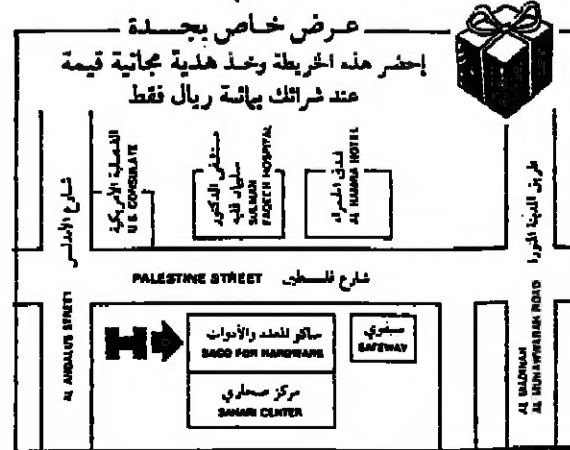 عرض خاص بجدة
إحضر هذه الخريطة وخذ هدية مجانية قيمة
عند شرائك بمائة ريال فقط
شارع الأندلس
القنصلية الأمريكية
U.S. CONSULATE
مستشفى الدكتور
سليمان فقيه
SULIMAN
FAQEEH HOSPITAL
فندق الحمراء
AL HAMRA HOTEL
طريق المدينة المنورة
PALESTINE STREET شارع فلسطين
AL ANDALUS STREET
ساكو للعدد والأدوات
SACO FOR HARDWARE
سيفوي
SAFEWAY
مركز صحاري
SAHARI CENTER
AL MADINAH
AL MUNAWWARAH ROAD